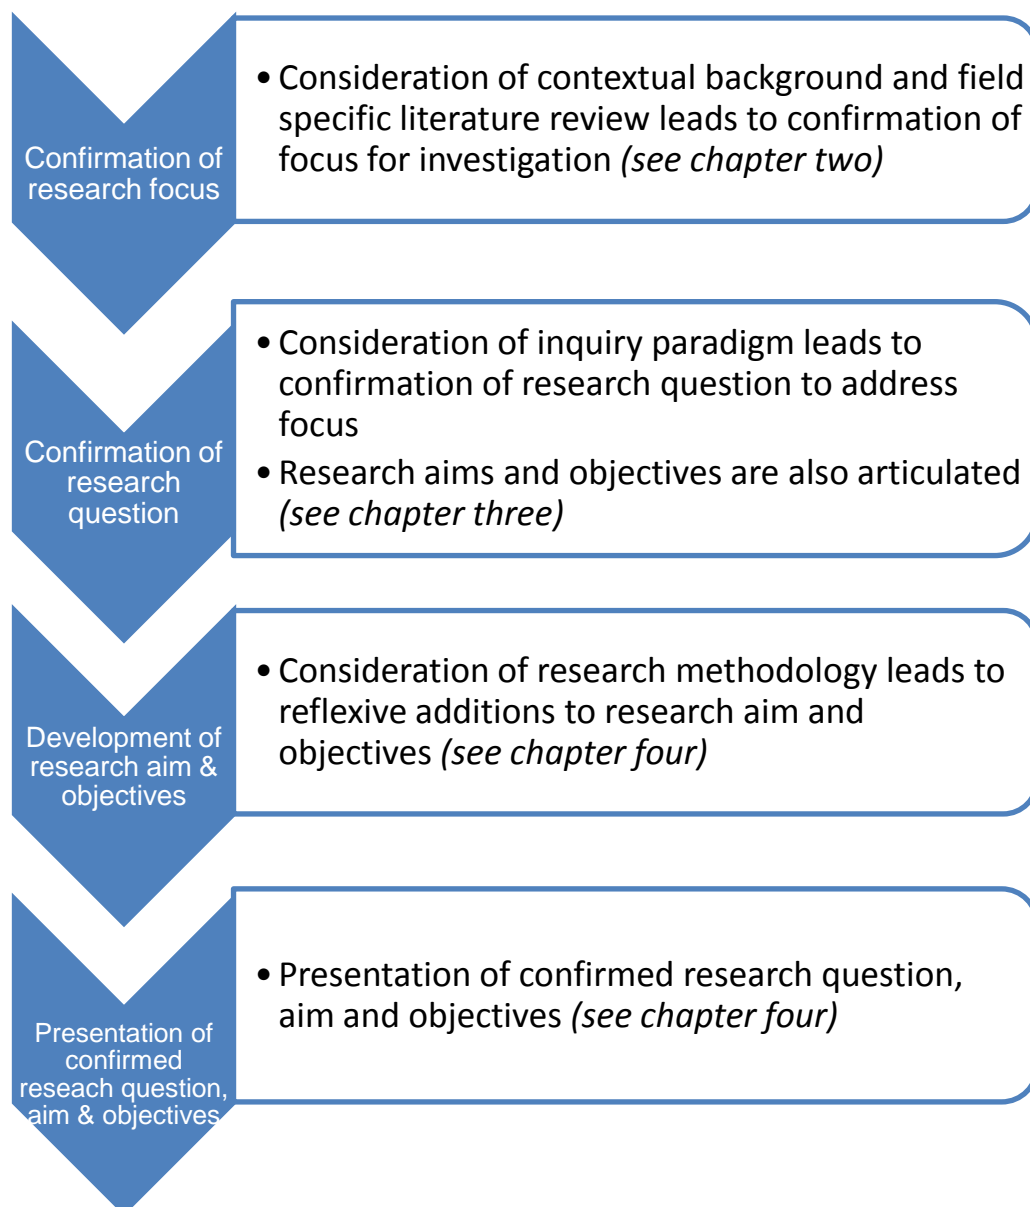 Confirmation of
research focus
• Consideration of contextual background and field
specific literature review leads to confirmation of
focus for investigation (see chapter two)
Confirmation of
research
question
• Consideration of inquiry paradigm leads to
confirmation of research question to address
focus
• Research aims and objectives are also articulated
(see chapter three)
Development of
research aim &
objectives
• Consideration of research methodology leads to
reflexive additions to research aim and
objectives (see chapter four)
Presentation of
confirmed
reseach question,
aim & objectives
• Presentation of confirmed research question,
aim and objectives (see chapter four)